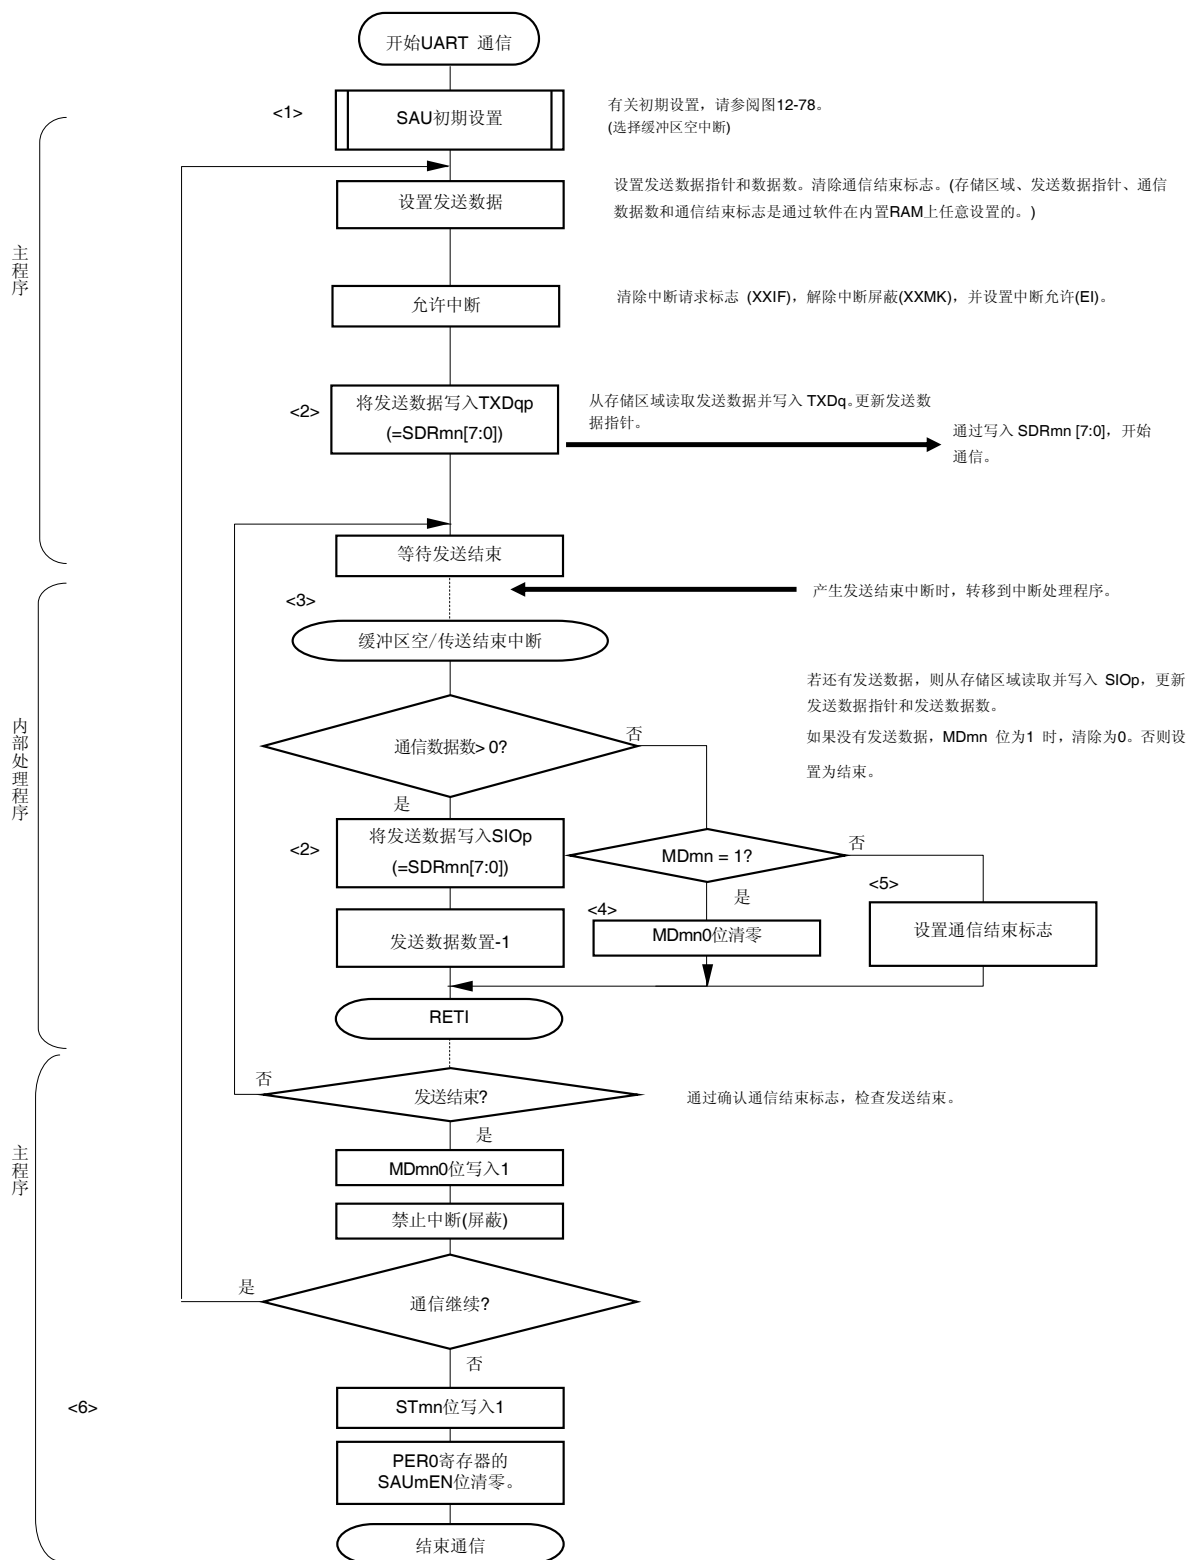 开始UART 通信
<1>
SAU初期设置
有关初期设置，请参阅图12-78。
(选择缓冲区空中断)
设置发送数据
设置发送数据指针和数据数。清除通信结束标志。(存储区域、发送数据指针、通信
数据数和通信结束标志是通过软件在内置RAM上任意设置的。)
主程序
允许中断
清除中断请求标志 (XXIF)，解除中断屏蔽(XXMK)，并设置中断允许(EI)。
<2>
将发送数据写入TXDqp
(=SDRmn[7:0])
从存储区域读取发送数据并写入 TXDq。更新发送数
据指针。
通过写入 SDRmn [7:0]，开始
通信。
等待发送结束
产生发送结束中断时，转移到中断处理程序。
<3>
缓冲区空/传送结束中断
若还有发送数据，则从存储区域读取并写入 SIOp，更新
发送数据指针和发送数据数。
如果没有发送数据，MDmn 位为1 时，清除为0。否则设
置为结束。
内部处理程序
通信数据数> 0?
否
是
<2>
将发送数据写入SIOp
(=SDRmn[7:0])
MDmn = 1?
否
是
<5>
<4>
发送数据数置-1
MDmn0位清零
设置通信结束标志
RETI
否
发送结束?
通过确认通信结束标志，检查发送结束。
是
主程序
MDmn0位写入1
禁止中断(屏蔽)
是
通信继续?
否
<6>
STmn位写入1
PER0寄存器的
SAUmEN位清零。
结束通信